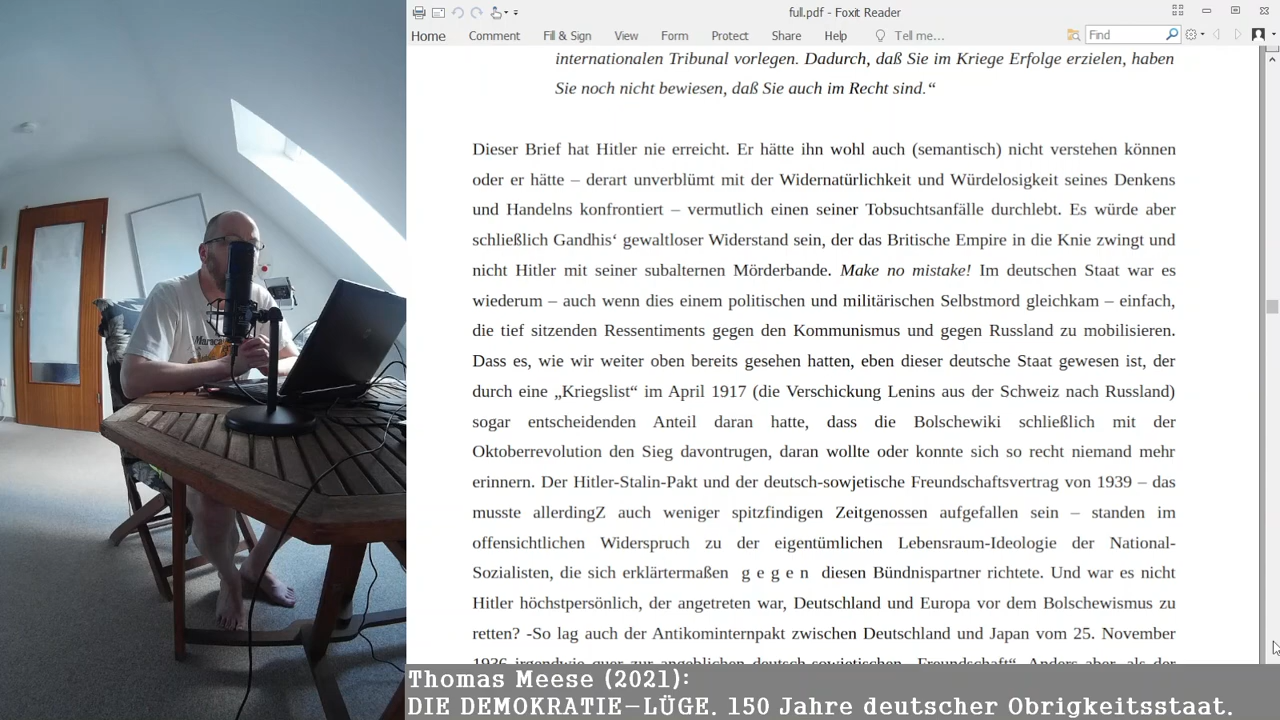 full.pdf - Foxit Reader
Home Comment Fill & Sign View Form Protect Share Help Tell me… Find
internationalen Tribunal vorlegen. Dadurch, daß Sie im Kriege Erfolge erzielen, haben
Sie noch nicht bewiesen, daß Sie auch im Recht sind.“
Dieser Brief hat Hitler nie erreicht. Er hätte ihn wohl auch (semantisch) nicht verstehen können
oder er hätte – derart unverblümt mit der Widernatürlichkeit und Würdelosigkeit seines Denkens
und Handelns konfrontiert – vermutlich einen seiner Tobsuchtsanfälle durchlebt. Es würde aber
schließlich Gandhis‘ gewaltloser Widerstand sein, der das Britische Empire in die Knie zwingt und
nicht Hitler mit seiner subalternen Mörderbande. Make no mistake! Im deutschen Staat war es
wiederum – auch wenn dies einem politischen und militärischen Selbstmord gleichkam – einfach,
die tief sitzenden Ressentiments gegen den Kommunismus und gegen Russland zu mobilisieren.
Dass es, wie wir weiter oben bereits gesehen hatten, eben dieser deutsche Staat gewesen ist, der
durch eine „Kriegslist“ im April 1917 (die Verschickung Lenins aus der Schweiz nach Russland)
sogar entscheidenden Anteil daran hatte, dass die Bolschewiki schließlich mit der
Oktoberrevolution den Sieg davontrugen, daran wollte oder konnte sich so recht niemand mehr
erinnern. Der Hitler-Stalin-Pakt und der deutsch-sowjetische Freundschaftsvertrag von 1939 – das
musste allerdingZ auch weniger spitzfindigen Zeitgenossen aufgefallen sein – standen im
offensichtlichen Widerspruch zu der eigentümlichen Lebensraum-Ideologie der National-
Sozialisten, die sich erklärtermaßen g e g e n diesen Bündnispartner richtete. Und war es nicht
Hitler höchstpersönlich, der angetreten war, Deutschland und Europa vor dem Bolschewismus zu
retten? -So lag auch der Antikominternpakt zwischen Deutschland und Japan vom 25. November
1936 irgendwie quer zur angeblichen deutsch-sowjetischen „Freundschaft“. Anders aber, als der
Thomas Meese (2021):
DIE DEMOKRATIE-LÜGE. 150 Jahre deutscher Obrigkeitsstaat.